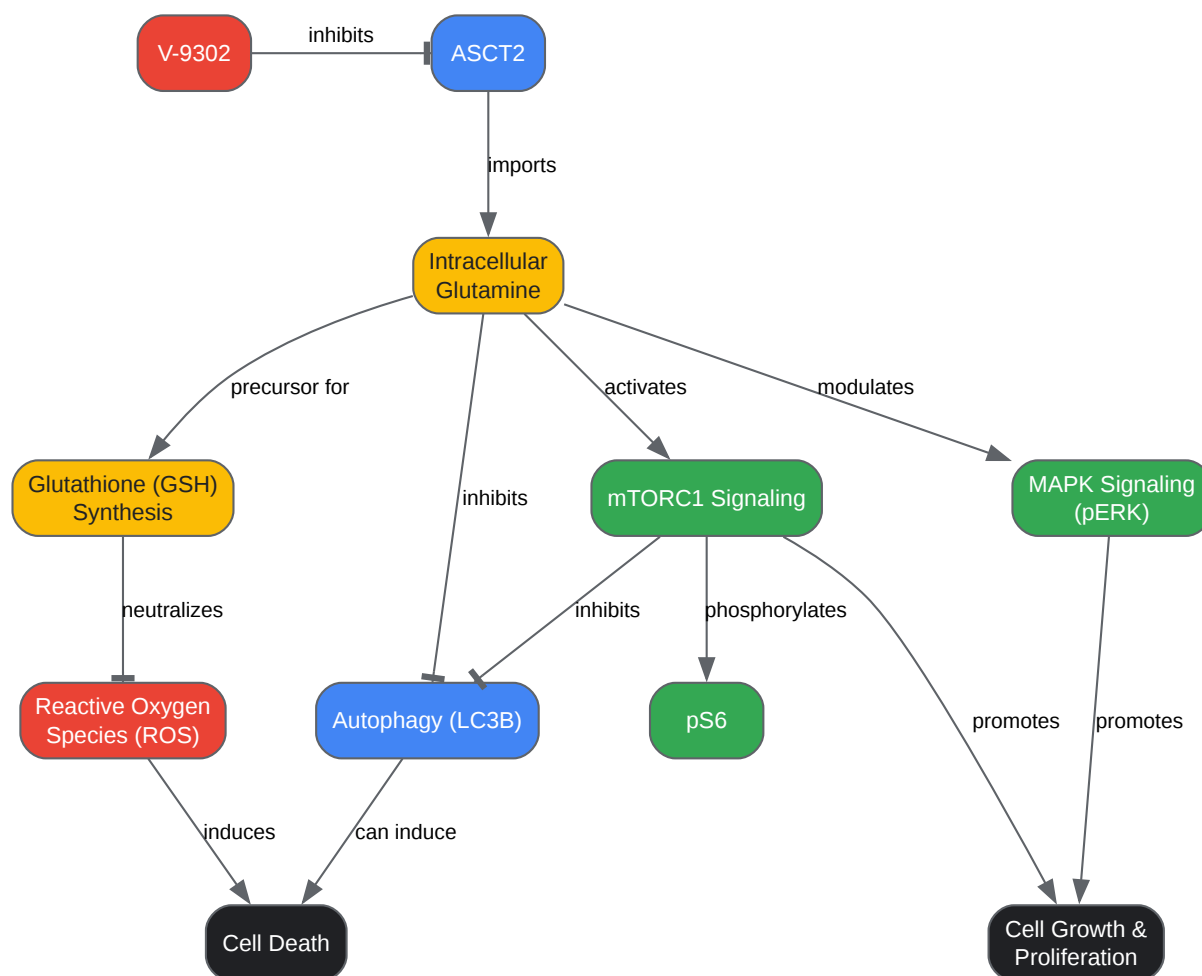 V-9302
inhibits
ASCT2
imports
Intracellular
Glutamine
precursor for
activates
modulates
Glutathione (GSH)
Synthesis
inhibits
mTORC1 Signaling
MAPK Signaling
(pERK)
neutralizes
inhibits
phosphorylates
Reactive Oxygen
Species (ROS)
Autophagy (LC3B)
pS6
promotes
promotes
induces
can induce
Cell Death
Cell Growth &
Proliferation